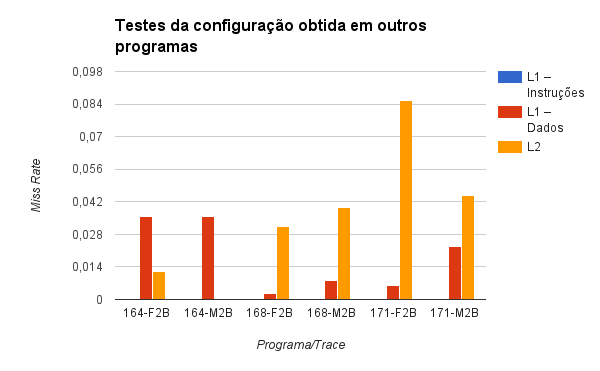 Testes da configuração obtida em outros
programas
0,098
0,084
0,07
0,056
0,042
0,028
0,014
0
Miss Rate
164-F2B
164-M2B
168-F2B
168-M2B
171-F2B
171-M2B
Programa/Trace
L1 –
Instruções
L1 –
Dados
L2